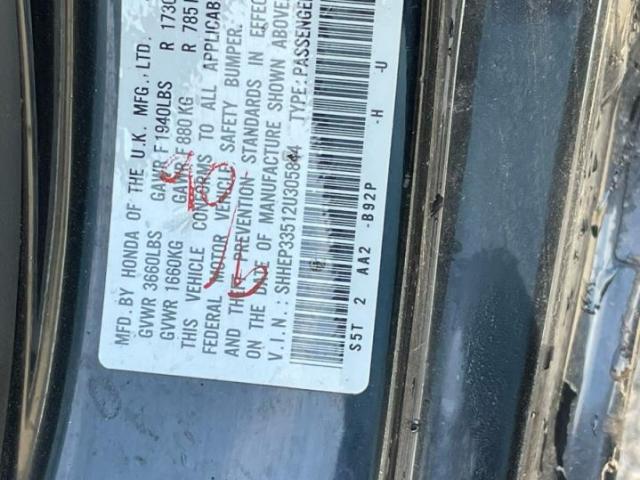 MFD. BY HONDA OF THE U.K. MFG., LTD.
GVWR 3660LBS GAWR F 1940LBS R 1730
GVWR 1660KG GAWR F 880 KG R 785
THIS VEHICLE CONFORMS TO ALL APPLICAB
FEDERAL MOTOR VEHICLE SAFETY BUMPER,
AND THEFT PREVENTION STANDARDS IN EFFEC
ON THE DATE OF MANUFACTURE SHOWN ABOVE
V.I.N.: SHHEP33512U305844 TYPE: PASSENGE
S5T 2 AA2 -B92P -H -U